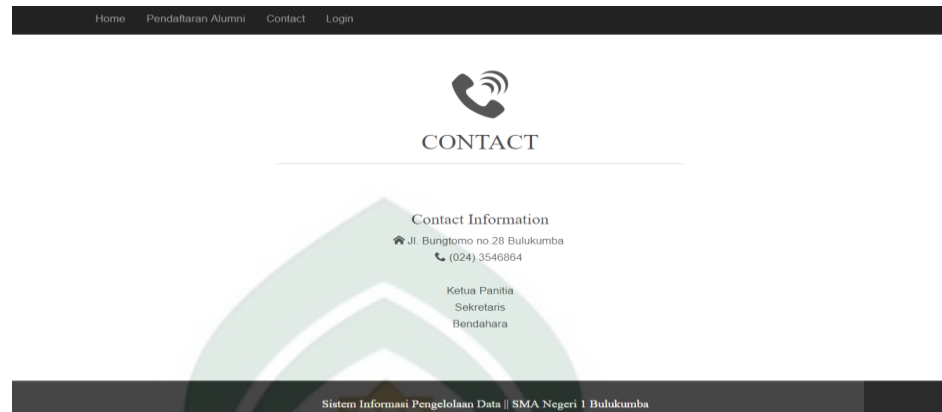 Home Pendaftaran Alumni Contact Login
CONTACT
Contact Information
Jl. Bungtomo no.28 Bulukumba
(024) 3546864
Ketua Panitia
Sekretaris
Bendahara
Sistem Informasi Pengelolaan Data || SMA Negeri 1 Bulukumba